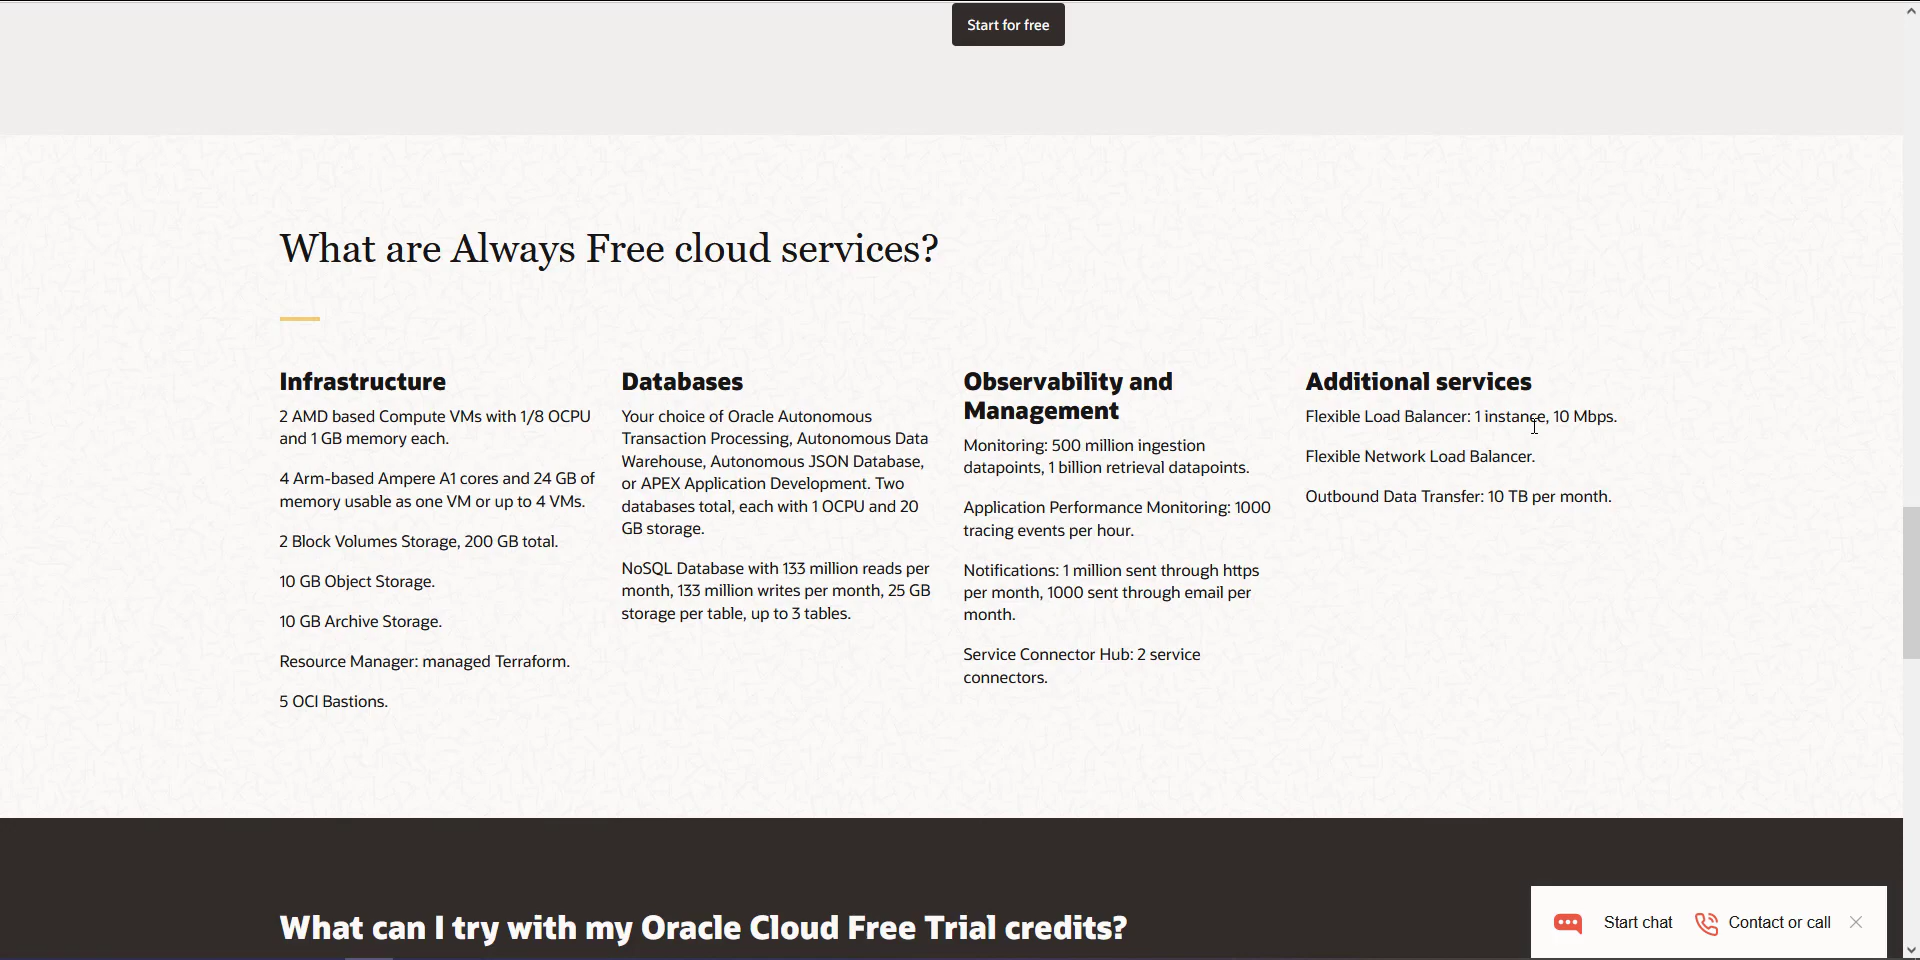 Start for free
What are Always Free cloud services?
Infrastructure
2 AMD based Compute VMs with 1/8 OCPU
and 1 GB memory each.
4 Arm-based Ampere A1 cores and 24 GB of
memory usable as one VM or up to 4 VMs.
2 Block Volumes Storage, 200 GB total.
10 GB Object Storage.
10 GB Archive Storage.
Resource Manager: managed Terraform.
5 OCI Bastions.
Databases
Your choice of Oracle Autonomous
Transaction Processing, Autonomous Data
Warehouse, Autonomous JSON Database,
or APEX Application Development. Two
databases total, each with 1 OCPU and 20
GB storage.
NoSQL Database with 133 million reads per
month, 133 million writes per month, 25 GB
storage per table, up to 3 tables.
Observability and
Management
Monitoring: 500 million ingestion
datapoints, 1 billion retrieval datapoints.
Application Performance Monitoring: 1000
tracing events per hour.
Notifications: 1 million sent through https
per month, 1000 sent through email per
month.
Service Connector Hub: 2 service
connectors.
Additional services
Flexible Load Balancer: 1 instance, 10 Mbps.
Flexible Network Load Balancer.
Outbound Data Transfer: 10 TB per month.
What can I try with my Oracle Cloud Free Trial credits?
Start chat
Contact or call